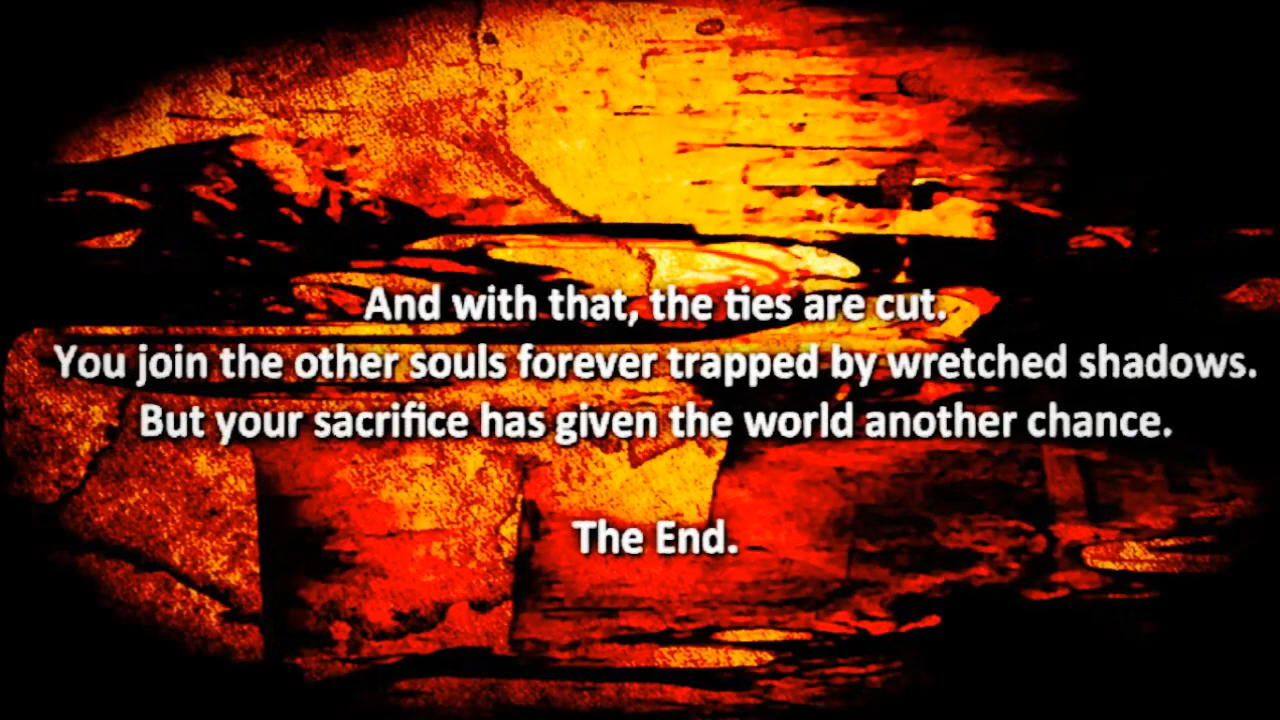 And with that, the ties are cut.
You join the other souls forever trapped by wretched shadows.
But your sacrifice has given the world another chance.
The End.